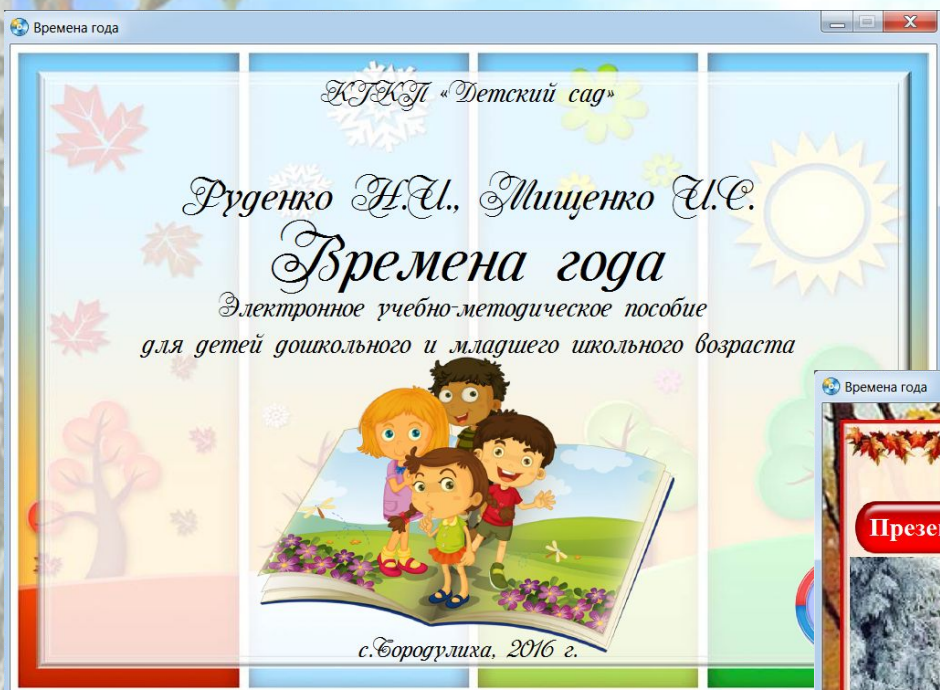 Времена года
КГКП «Детский сад»
Руденко Н.И., Мищенко И.С.
Времена года
Электронное учебно-методическое пособие
для детей дошкольного и младшего школьного возраста
с.Бородулиха, 2016 г.
Времена года